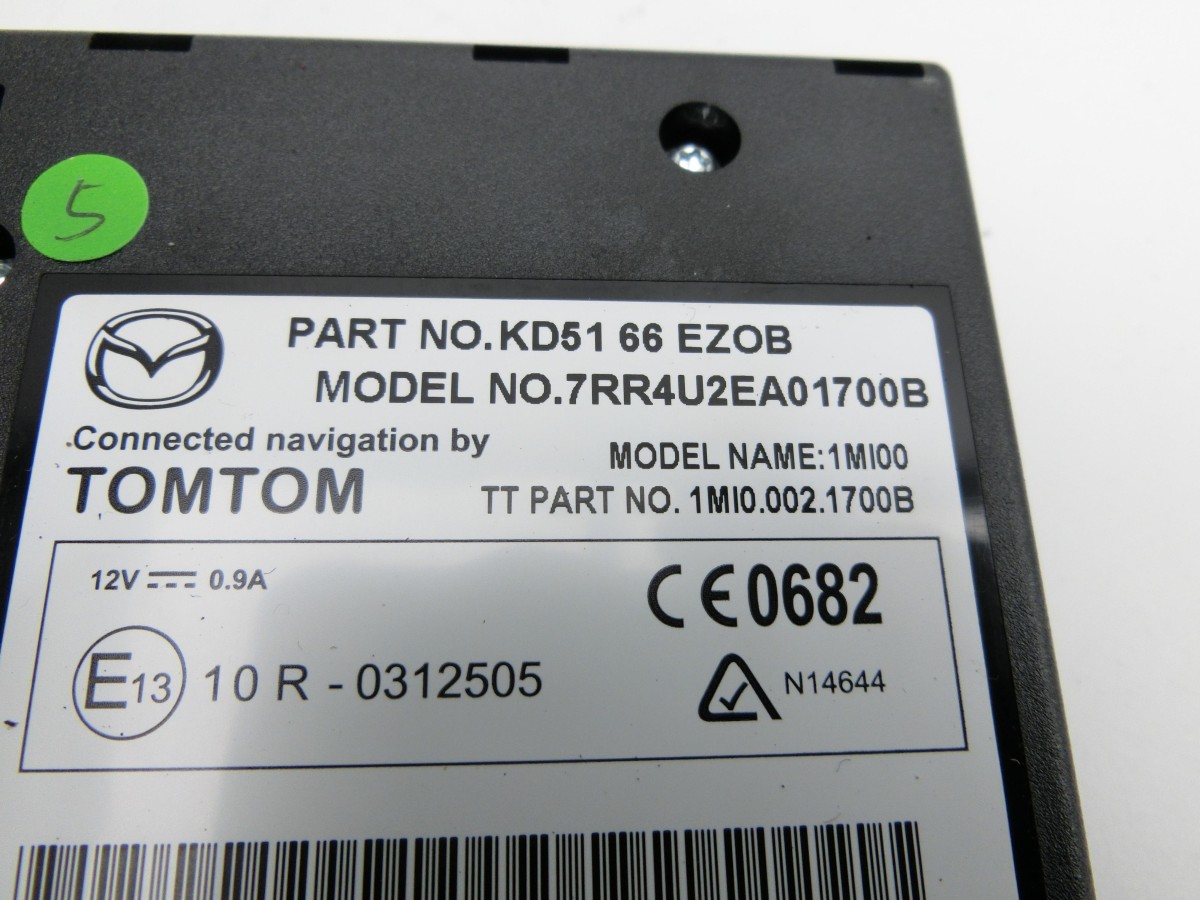 5
PART NO.KD51 66 EZ0B
MODEL NO.7RR4U2EA01700B
Connected navigation by
TOMTOM
MODEL NAME:1MI00
TT PART NO. 1MI0.002.1700B
12V 0.9A
CE0682
E13 10 R - 0312505
N14644